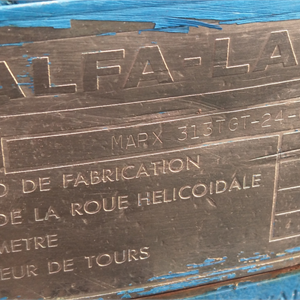 ALFA-LA
MARX 313TGT-24-
O DE FABRICATION
DE LA ROUE HELICOIDALE
METRE
EUR DE TOURS